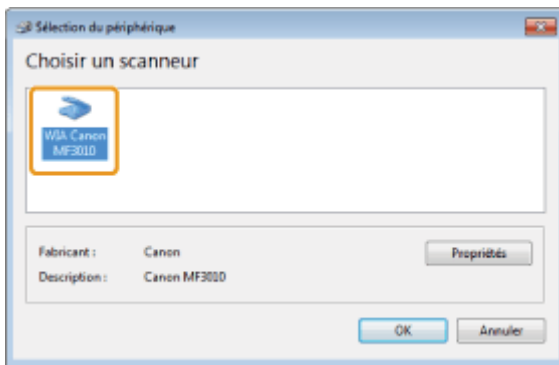 Sélection du périphérique
Choisir un scanneur
WIA Canon
MF3010
Fabricant : Canon
Propriétés
Description : Canon MF3010
OK Annuler